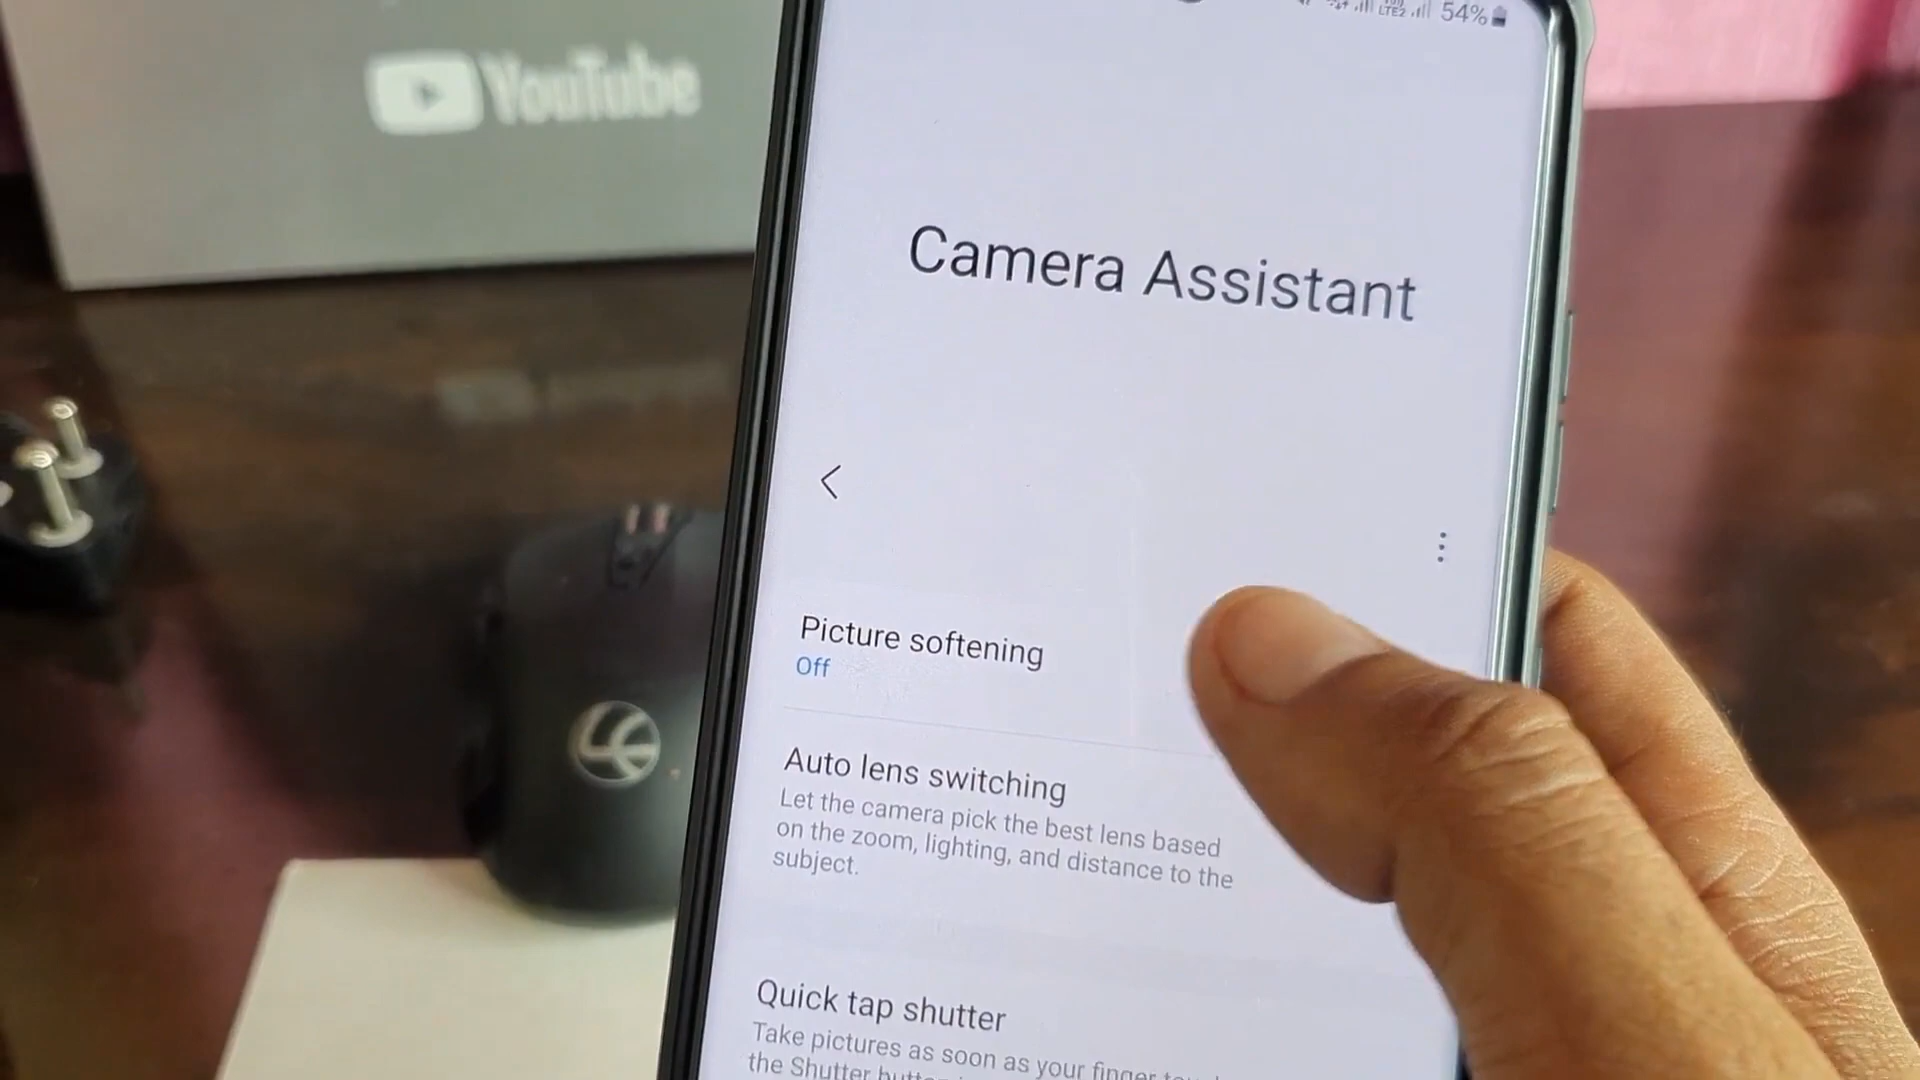 YouTube
LTE2 54%
Camera Assistant
Picture softening
Off
Auto lens switching
Let the camera pick the best lens based
on the zoom, lighting, and distance to the
subject.
Quick tap shutter
Take pictures as soon as your finger
the Shutter